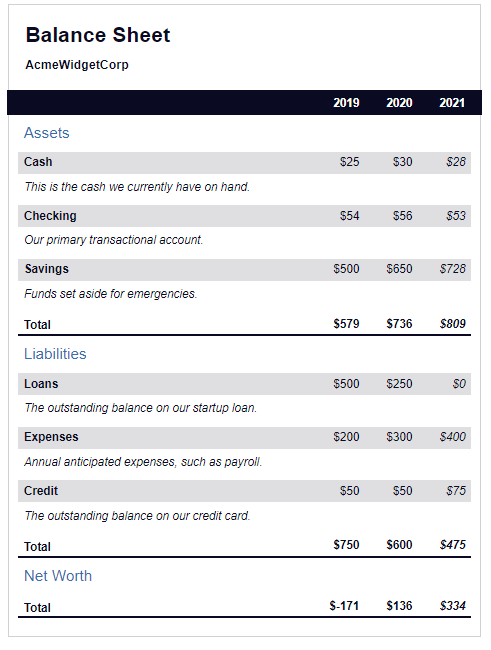 Balance Sheet
AcmeWidgetCorp
2019 2020 2021
Assets
Cash $25 $30 $28
This is the cash we currently have on hand.
Checking $54 $56 $53
Our primary transactional account.
Savings $500 $650 $728
Funds set aside for emergencies.
Total $579 $736 $809
Liabilities
Loans $500 $250 $0
The outstanding balance on our startup loan.
Expenses $200 $300 $400
Annual anticipated expenses, such as payroll.
Credit $50 $50 $75
The outstanding balance on our credit card.
Total $750 $600 $475
Net Worth
Total $-171 $136 $334